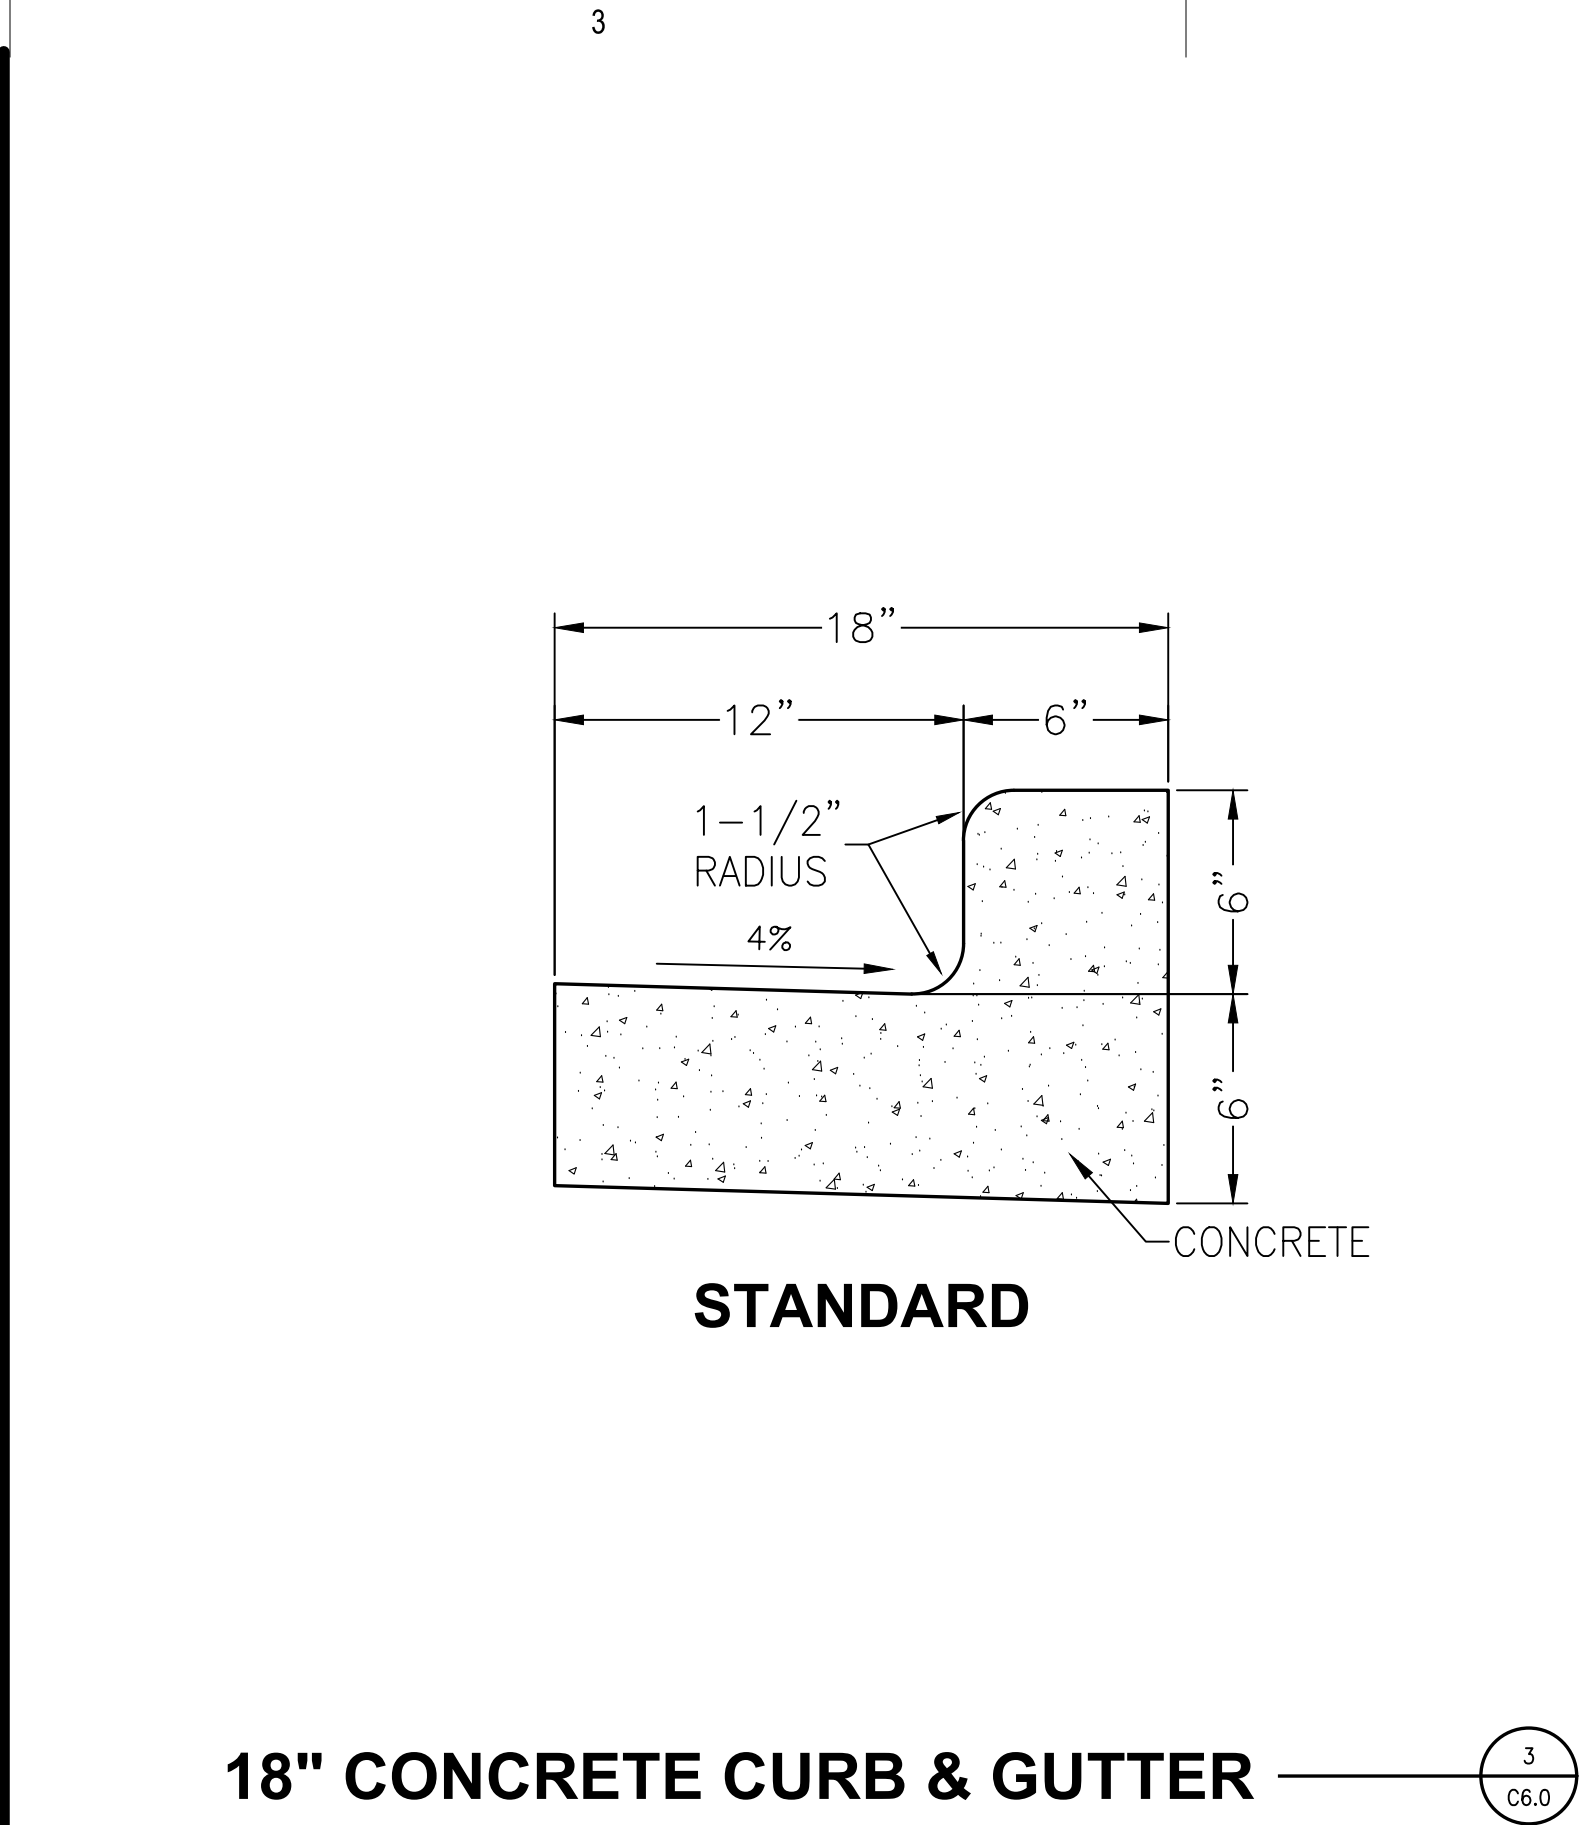 3
18”
12”
6”
1-1/2”
RADIUS
4%
6”
6”
CONCRETE
STANDARD
18" CONCRETE CURB & GUTTER
3
C6.0